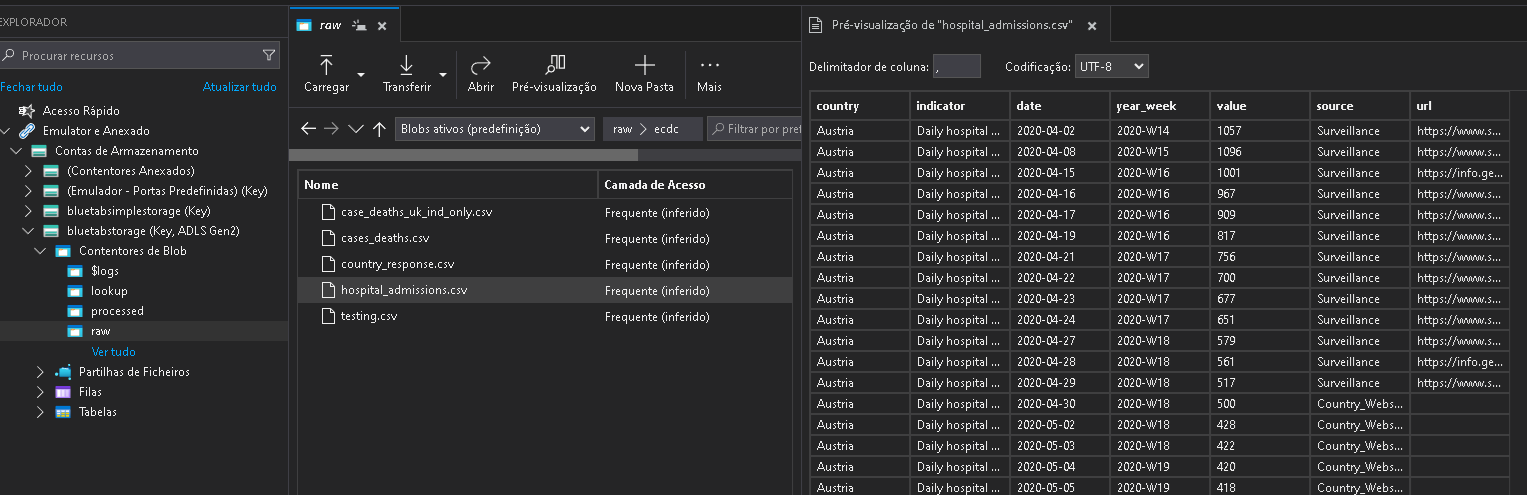 EXPLORADOR
Procurar recursos
Fechar tudo Atualizar tudo
Acesso Rápido
Emulator e Anexado
Contas de Armazenamento
(Contentores Anexados)
(Emulador - Portas Predefinidas) (Key)
bluetabsimplestorage (Key)
bluetabstorage (Key, ADLS Gen2)
Contentores de Blob
$logs
lookup
processed
raw
Ver tudo
Partilhas de Ficheiros
Filas
Tabelas
raw
Carregar Transferir Abrir Pré-visualização Nova Pasta Mais
Blobs ativos (predefinição) raw > ecdc Filtrar por pref
Nome Camada de Acesso
case_deaths_uk_ind_only.csv Frequente (inferido)
cases_deaths.csv Frequente (inferido)
country_response.csv Frequente (inferido)
hospital_admissions.csv Frequente (inferido)
testing.csv Frequente (inferido)
Pré-visualização de "hospital_admissions.csv"
Delimitador de coluna: , Codificação: UTF-8
country indicator date year_week value source url
Austria Daily hospital ... 2020-04-02 2020-W14 1057 Surveillance https://www.s...
Austria Daily hospital ... 2020-04-08 2020-W15 1096 Surveillance https://www.s...
Austria Daily hospital ... 2020-04-15 2020-W16 1001 Surveillance https://info.ge...
Austria Daily hospital ... 2020-04-16 2020-W16 967 Surveillance https://www.s...
Austria Daily hospital ... 2020-04-17 2020-W16 909 Surveillance https://www.s...
Austria Daily hospital ... 2020-04-19 2020-W16 817 Surveillance https://www.s...
Austria Daily hospital ... 2020-04-21 2020-W17 756 Surveillance https://www.s...
Austria Daily hospital ... 2020-04-22 2020-W17 700 Surveillance https://www.s...
Austria Daily hospital ... 2020-04-23 2020-W17 677 Surveillance https://www.s...
Austria Daily hospital ... 2020-04-24 2020-W17 651 Surveillance https://www.s...
Austria Daily hospital ... 2020-04-27 2020-W18 579 Surveillance https://www.s...
Austria Daily hospital ... 2020-04-28 2020-W18 561 Surveillance https://info.ge...
Austria Daily hospital ... 2020-04-29 2020-W18 517 Surveillance https://www.s...
Austria Daily hospital ... 2020-04-30 2020-W18 500 Country_Webs...
Austria Daily hospital ... 2020-05-02 2020-W18 428 Country_Webs...
Austria Daily hospital ... 2020-05-03 2020-W18 422 Country_Webs...
Austria Daily hospital ... 2020-05-04 2020-W19 420 Country_Webs...
Austria Daily hospital ... 2020-05-05 2020-W19 418 Country_Webs...